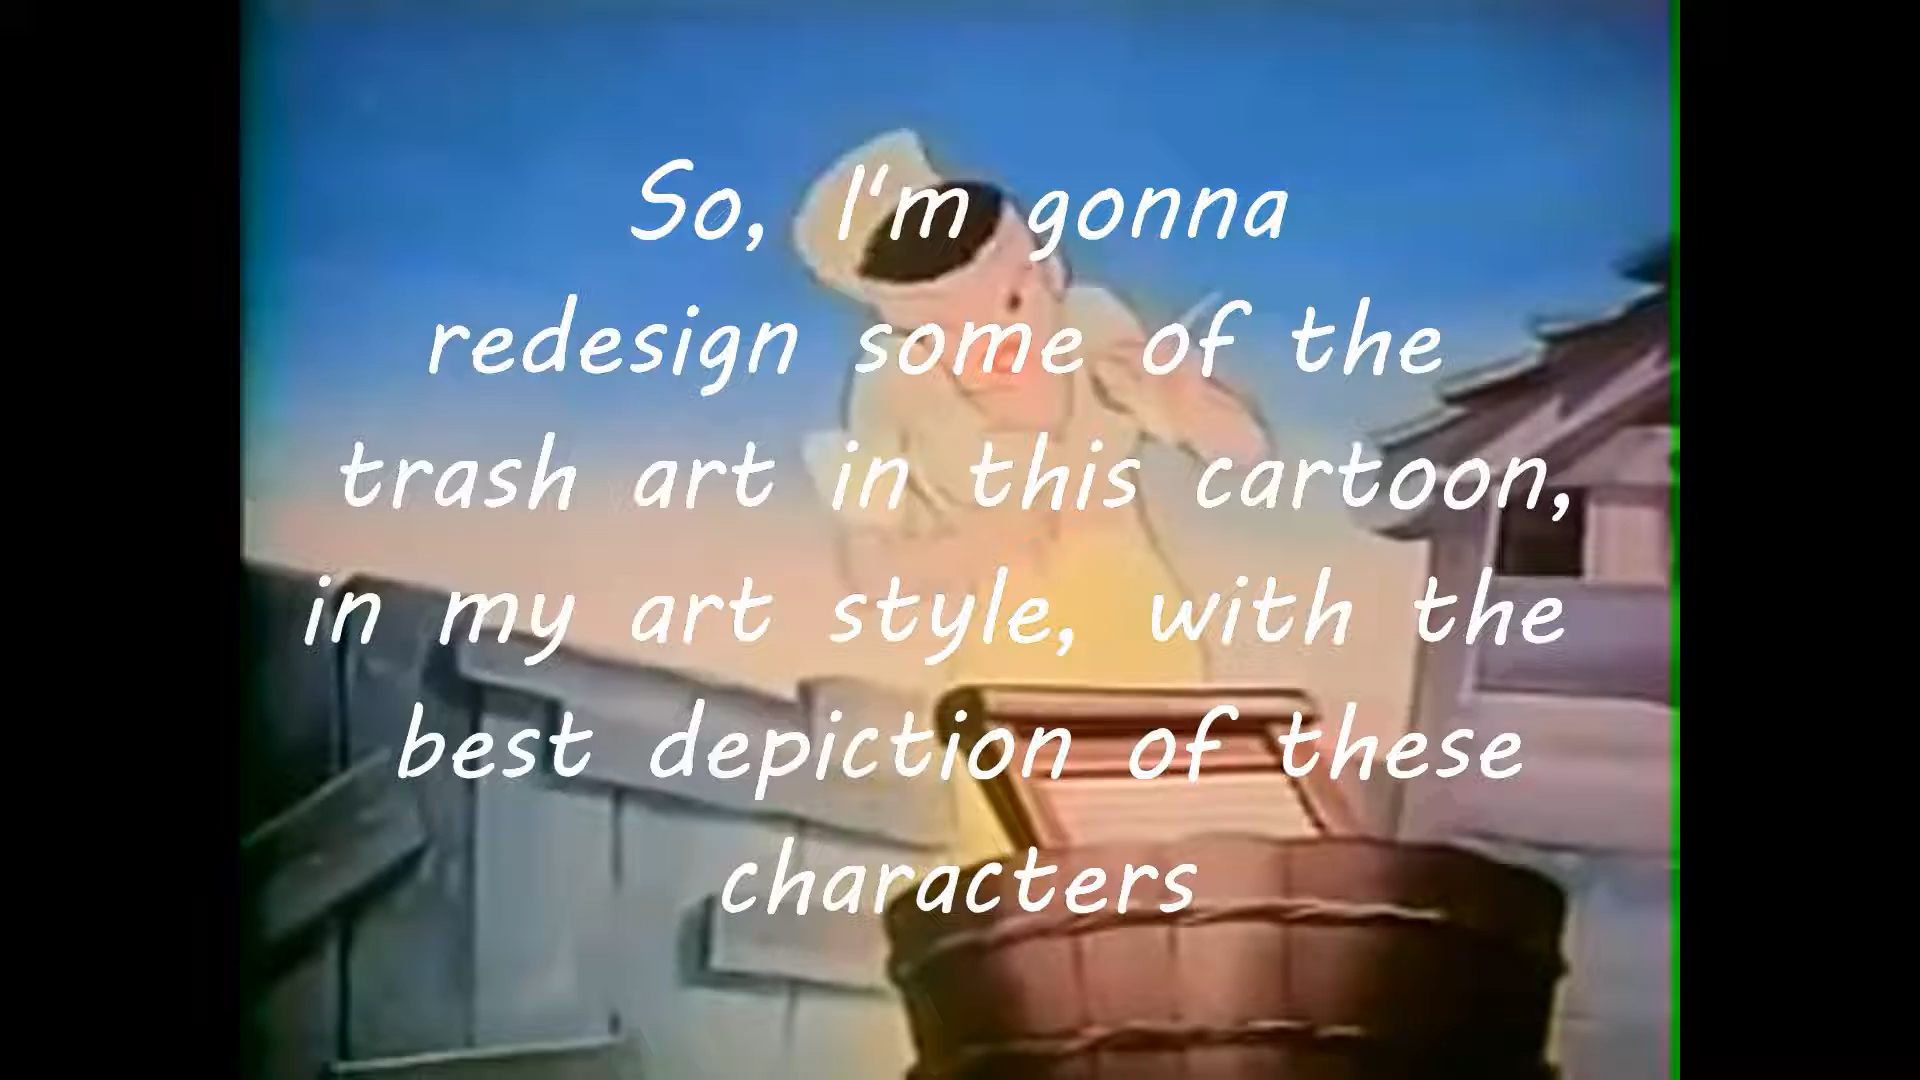 So, I'm gonna
redesign some of the
trash art in this cartoon,
in my art style, with the
best depiction of these
characters